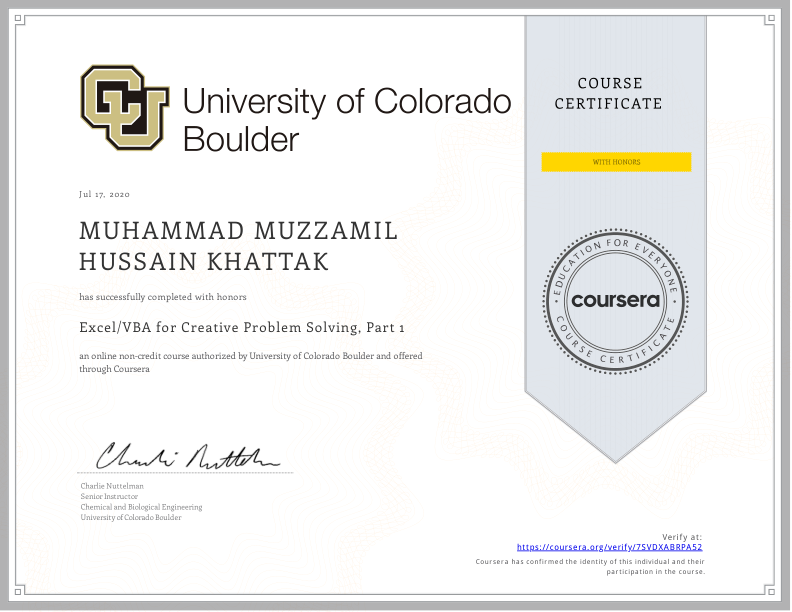 CU
University of Colorado
Boulder
COURSE
CERTIFICATE
WITH HONORS
Jul 17, 2020
MUHAMMAD MUZZAMIL
HUSSAIN KHATTAK
has successfully completed with honors
Excel/VBA for Creative Problem Solving, Part 1
an online non-credit course authorized by University of Colorado Boulder and offered
through Coursera
EDUCATION FOR EVERYONE
coursera
COURSE CERTIFICATE
Charlie Nuttelman
Charlie Nuttelman
Senior Instructor
Chemical and Biological Engineering
University of Colorado Boulder
Verify at:
https://coursera.org/verify/7SVDXABRPA52
Coursera has confirmed the identity of this individual and their
participation in the course.